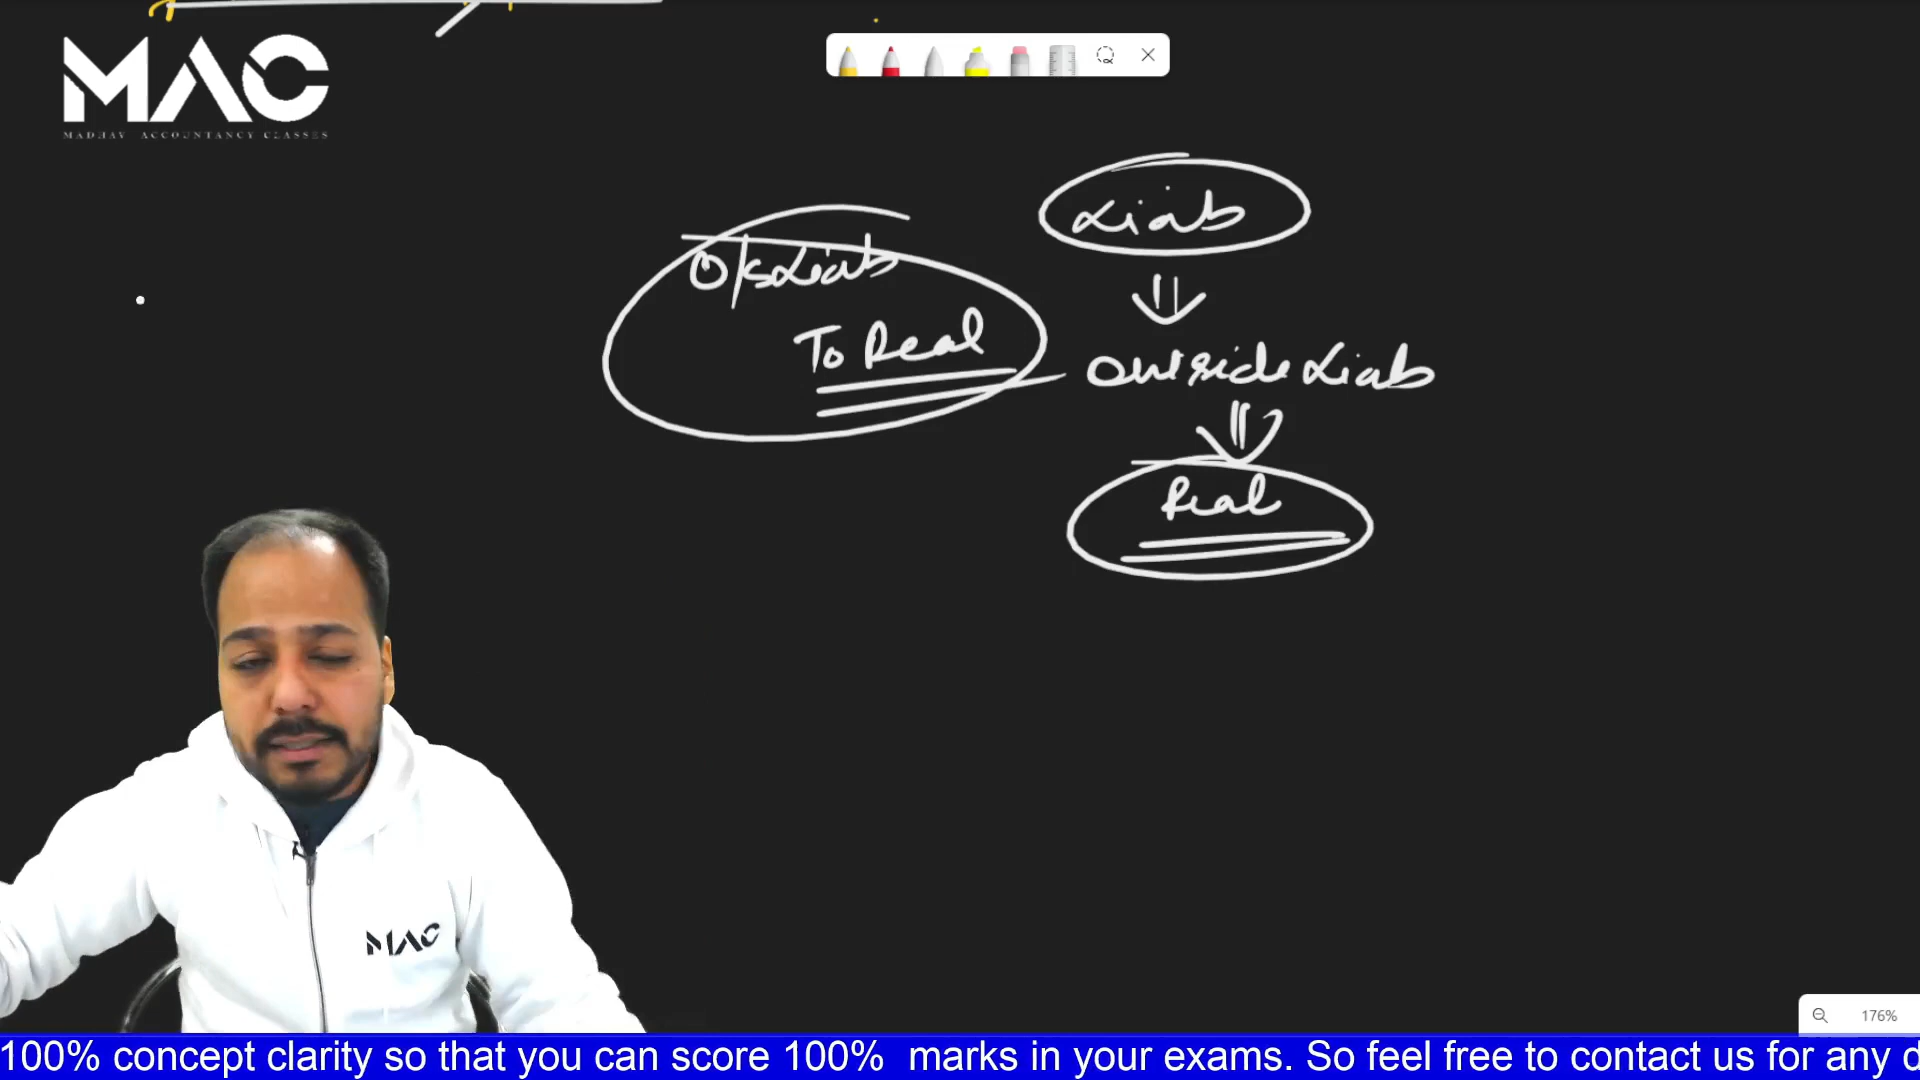 MAC
MADHAV ACCOUNTANCY CLASSES
Liab
O/s Liab
To Real
outside Liab
Real
MAC
176%
100% concept clarity so that you can score 100% marks in your exams. So feel free to contact us for any d